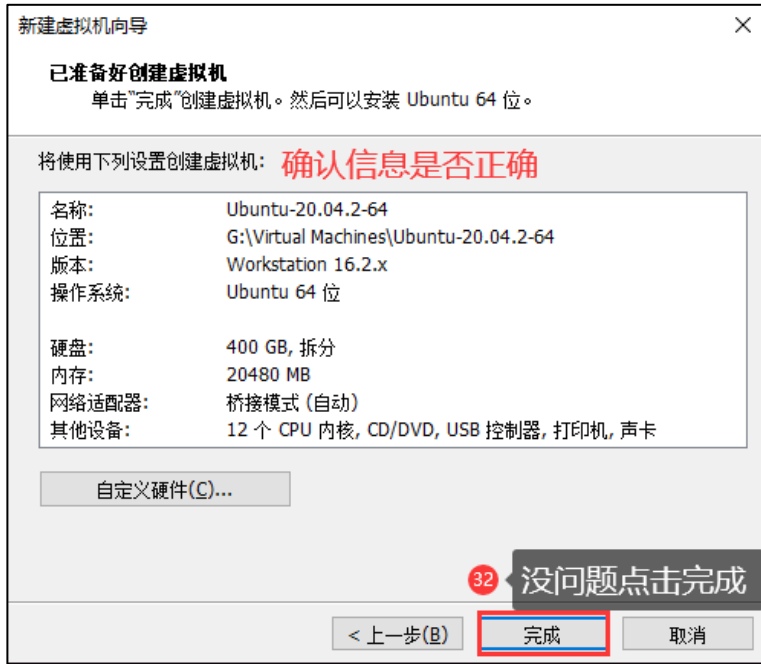 新建虚拟机向导
已准备好创建虚拟机
单击"完成"创建虚拟机。然后可以安装 Ubuntu 64 位。
将使用下列设置创建虚拟机: 确认信息是否正确
名称: Ubuntu-20.04.2-64
位置: G:\Virtual Machines\Ubuntu-20.04.2-64
版本: Workstation 16.2.x
操作系统: Ubuntu 64 位
硬盘: 400 GB, 拆分
内存: 20480 MB
网络适配器: 桥接模式 (自动)
其他设备: 12 个 CPU 内核, CD/DVD, USB 控制器, 打印机, 声卡
自定义硬件(C)...
32 没问题点击完成
< 上一步(B) 完成 取消